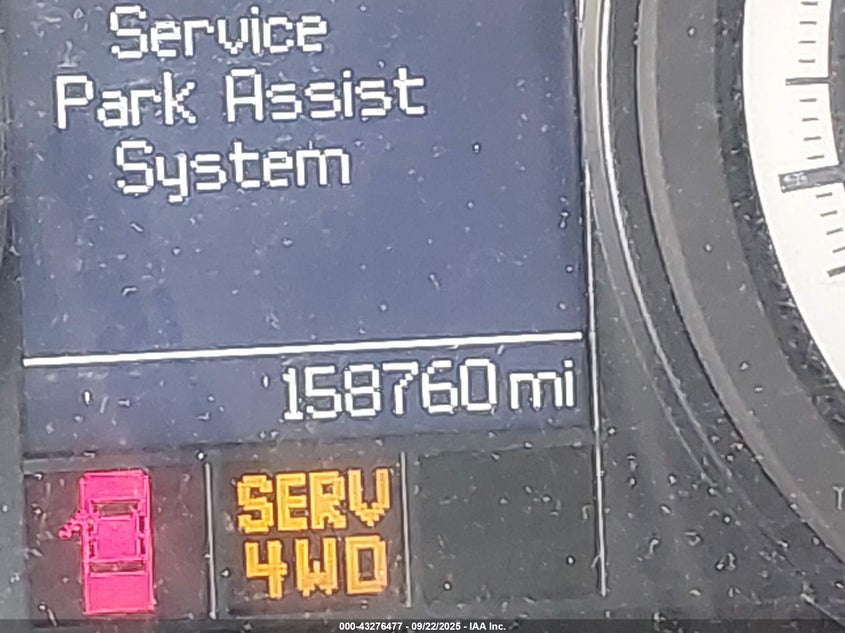 Service
Park Assist
System
158760 mi
SERV
4WD
000-43276477 - 09/22/2025 - IAA Inc.